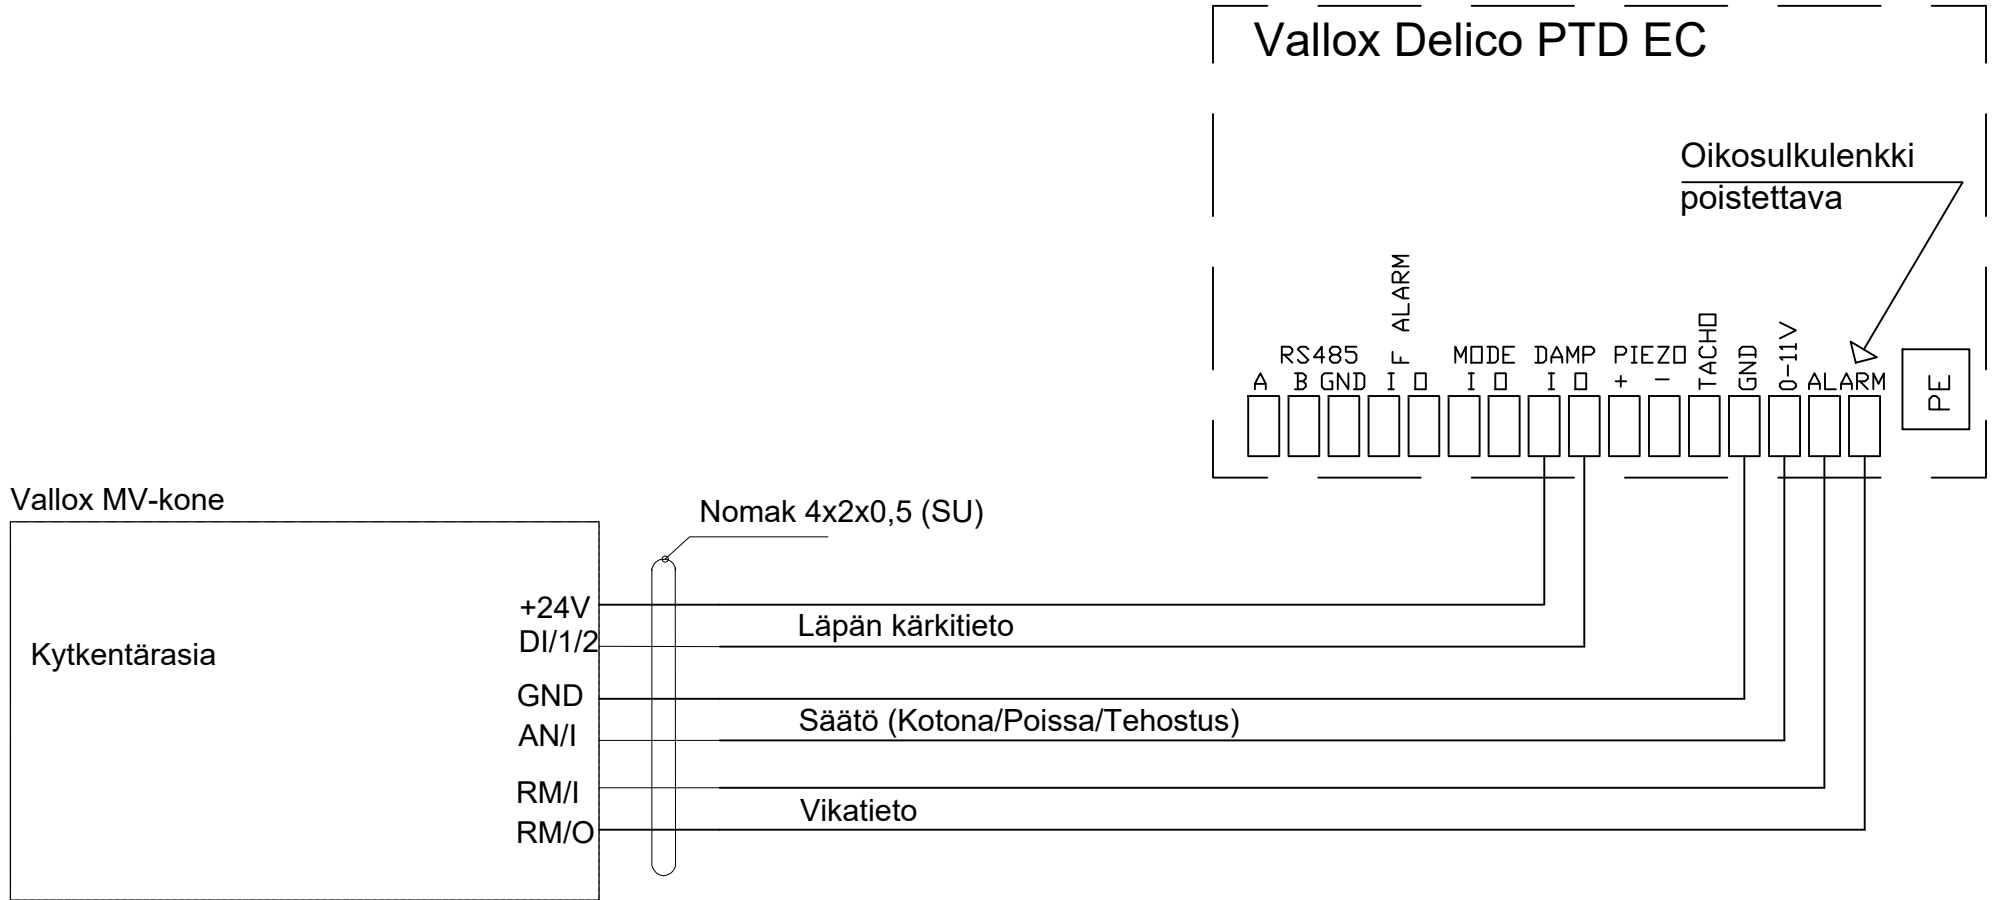 Vallox Delico PTD EC
Oikosulkulenkki
poistettava
F ALARM
TACHO
GND
0-11V
RS485 MODE DAMP PIEZO
A B GND I O I O I O + - ALARM
PE
Vallox MV-kone
Nomak 4x2x0,5 (SU)
Kytkentärasia
+24V
Läpän kärkitieto
DI/1/2
GND
Säätö (Kotona/Poissa/Tehostus)
AN/I
RM/I
Vikatieto
RM/O